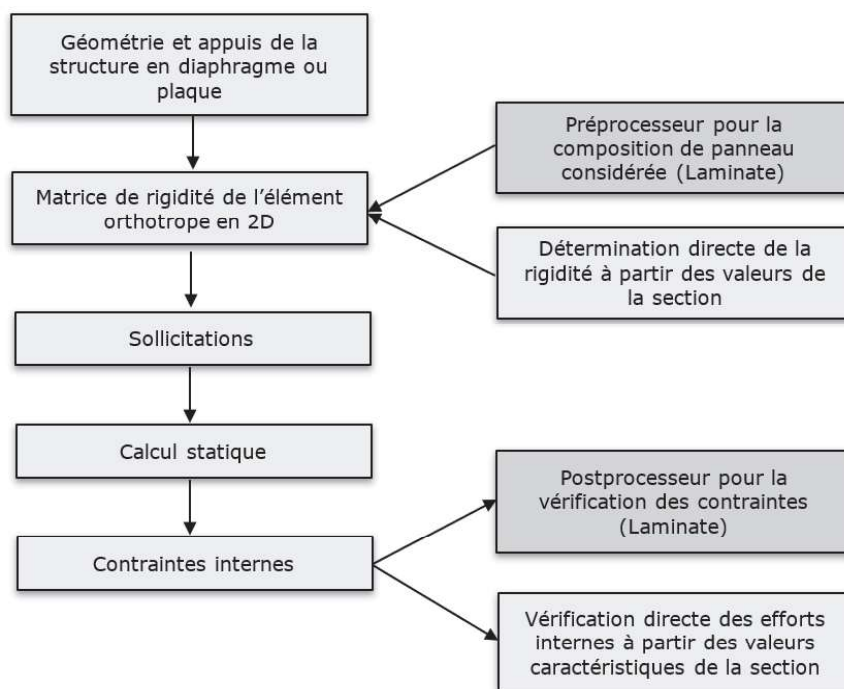 Géométrie et appuis de la
structure en diaphragme ou
plaque
Préprocesseur pour la
composition de panneau
considérée (Laminate)
Matrice de rigidité de l'élément
orthotrope en 2D
Détermination directe de la
rigidité à partir des valeurs de
la section
Sollicitations
Calcul statique
Postprocesseur pour la
vérification des contraintes
(Laminate)
Contraintes internes
Vérification directe des efforts
internes à partir des valeurs
caractéristiques de la section